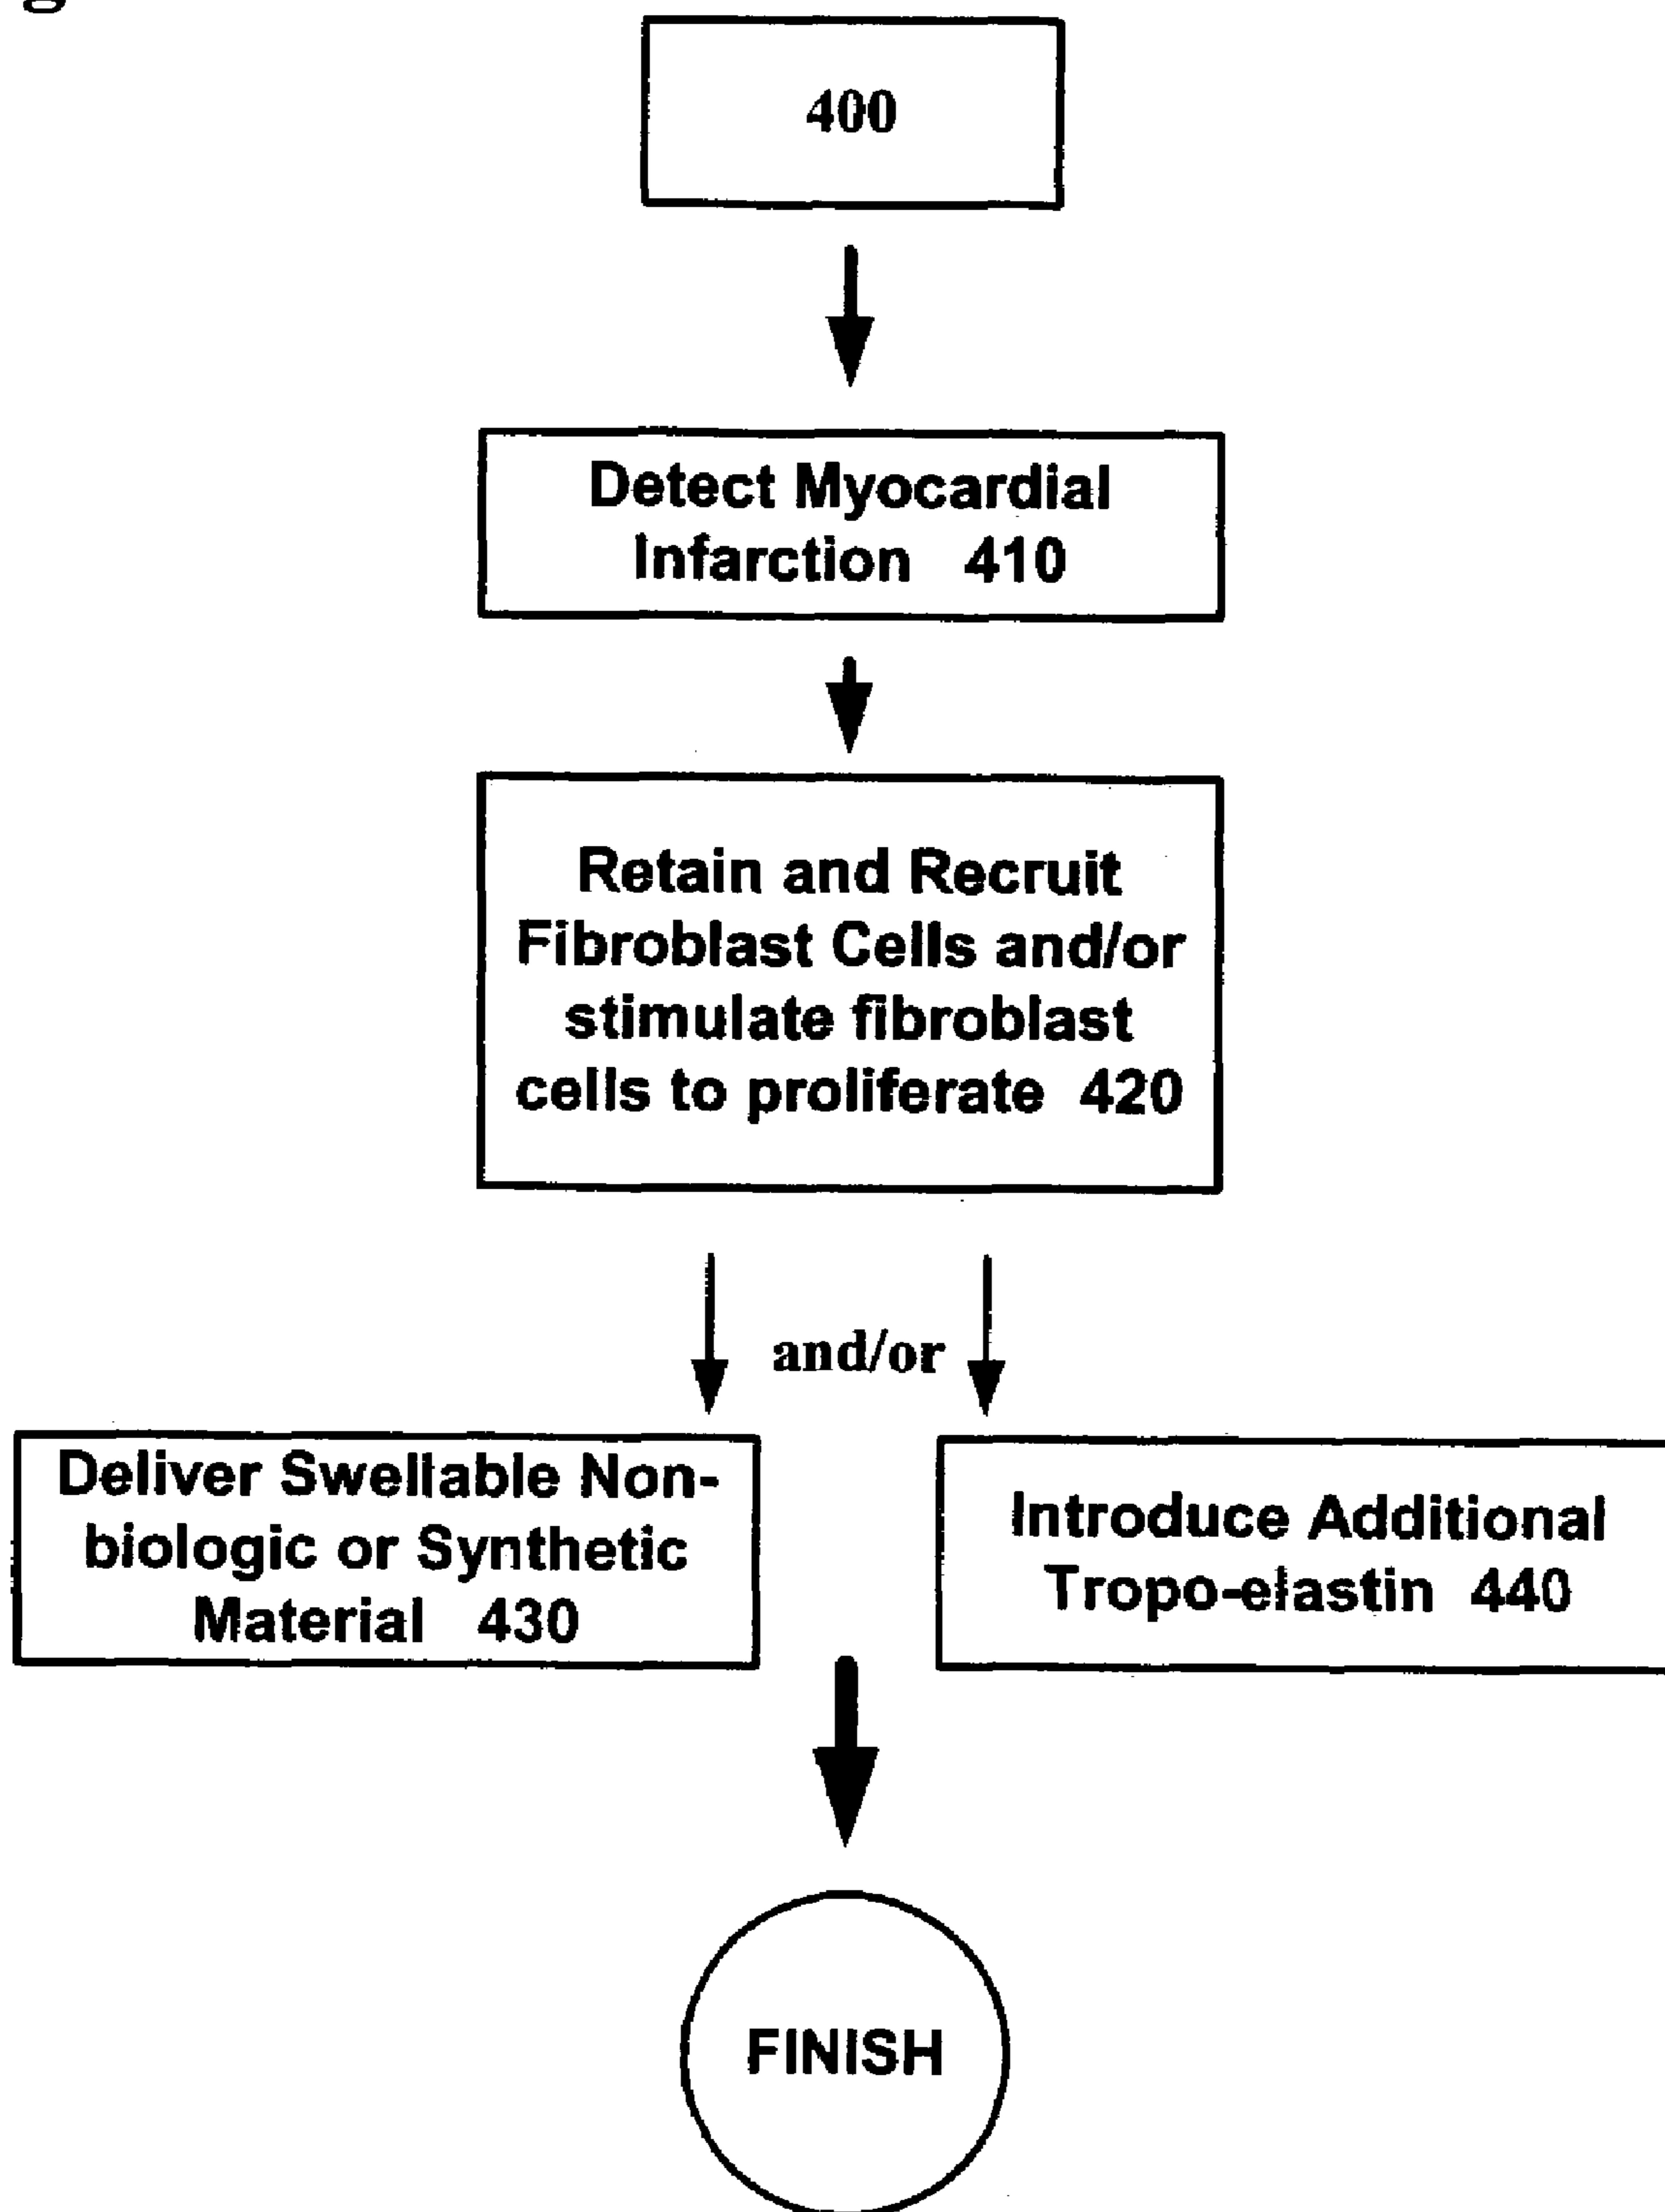 400
Detect Myocardial
Infarction 410
Retain and Recruit
Fibroblast Cells and/or
stimulate fibroblast
cells to proliferate 420
and/or
Deliver Swellable Non-
biologic or Synthetic
Material 430
Introduce Additional
Tropo-elastin 440
FINISH